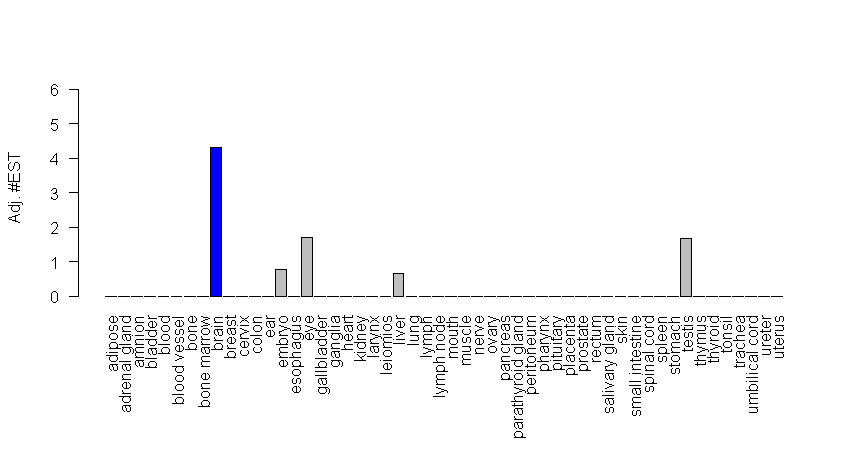 6
5
4
3
2
1
0
Adj. #EST
adipose
adrenal gland
amnion
bladder
blood
blood vessel
bone
bone marrow
brain
breast
cervix
colon
ear
embryo
esophagus
eye
gallbladder
ganglia
heart
kidney
larynx
leiomios
liver
lung
lymph
lymph node
mouth
muscle
nerve
ovary
pancreas
parathyroid gland
peritoneum
pharynx
pituitary
placenta
prostate
rectum
salivary gland
skin
small intestine
spinal cord
spleen
stomach
testis
thymus
thyroid
tonsil
trachea
umbilical cord
ureter
uterus